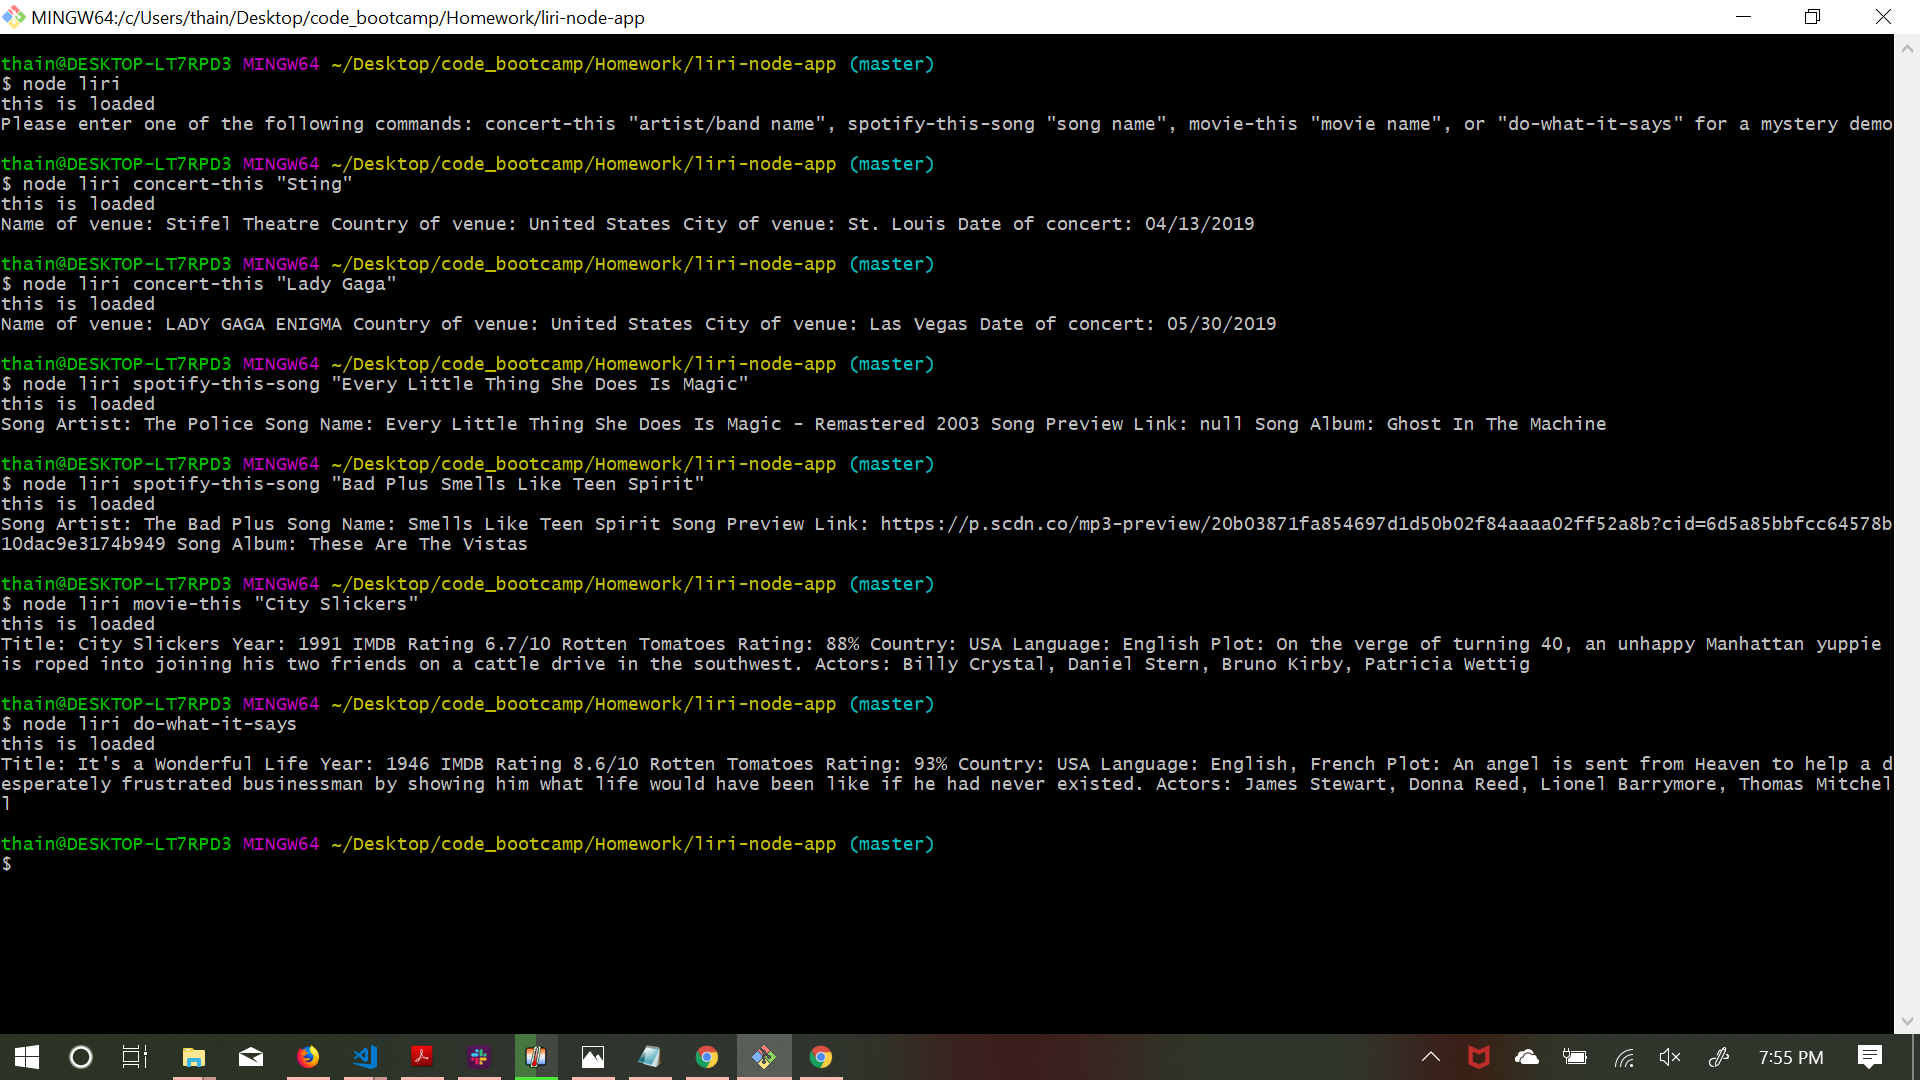 MINGW64:/c/Users/thain/Desktop/code_bootcamp/Homework/liri-node-app
thain@DESKTOP-LT7RPD3 MINGW64 ~/Desktop/code_bootcamp/Homework/liri-node-app (master)
$ node liri
this is loaded
Please enter one of the following commands: concert-this "artist/band name", spotify-this-song "song name", movie-this "movie name", or "do-what-it-says" for a mystery demo
thain@DESKTOP-LT7RPD3 MINGW64 ~/Desktop/code_bootcamp/Homework/liri-node-app (master)
$ node liri concert-this "Sting"
this is loaded
Name of venue: Stifel Theatre Country of venue: United States City of venue: St. Louis Date of concert: 04/13/2019
thain@DESKTOP-LT7RPD3 MINGW64 ~/Desktop/code_bootcamp/Homework/liri-node-app (master)
$ node liri concert-this "Lady Gaga"
this is loaded
Name of venue: LADY GAGA ENIGMA Country of venue: United States City of venue: Las Vegas Date of concert: 05/30/2019
thain@DESKTOP-LT7RPD3 MINGW64 ~/Desktop/code_bootcamp/Homework/liri-node-app (master)
$ node liri spotify-this-song "Every Little Thing She Does Is Magic"
this is loaded
Song Artist: The Police Song Name: Every Little Thing She Does Is Magic - Remastered 2003 Song Preview Link: null Song Album: Ghost In The Machine
thain@DESKTOP-LT7RPD3 MINGW64 ~/Desktop/code_bootcamp/Homework/liri-node-app (master)
$ node liri spotify-this-song "Bad Plus Smells Like Teen Spirit"
this is loaded
Song Artist: The Bad Plus Song Name: Smells Like Teen Spirit Song Preview Link: https://p.scdn.co/mp3-preview/20b03871fa854697d1d50b02f84aaaa02ff52a8b?cid=6d5a85bbfcc64578b
10dac9e3174b949 Song Album: These Are The Vistas
thain@DESKTOP-LT7RPD3 MINGW64 ~/Desktop/code_bootcamp/Homework/liri-node-app (master)
$ node liri movie-this "City Slickers"
this is loaded
Title: City Slickers Year: 1991 IMDB Rating 6.7/10 Rotten Tomatoes Rating: 88% Country: USA Language: English Plot: On the verge of turning 40, an unhappy Manhattan yuppie
is roped into joining his two friends on a cattle drive in the southwest. Actors: Billy Crystal, Daniel Stern, Bruno Kirby, Patricia Wettig
thain@DESKTOP-LT7RPD3 MINGW64 ~/Desktop/code_bootcamp/Homework/liri-node-app (master)
$ node liri do-what-it-says
this is loaded
Title: It's a Wonderful Life Year: 1946 IMDB Rating 8.6/10 Rotten Tomatoes Rating: 93% Country: USA Language: English, French Plot: An angel is sent from Heaven to help a d
esperately frustrated businessman by showing him what life would have been like if he had never existed. Actors: James Stewart, Donna Reed, Lionel Barrymore, Thomas Mitchel
l
thain@DESKTOP-LT7RPD3 MINGW64 ~/Desktop/code_bootcamp/Homework/liri-node-app (master)
$
7:55 PM